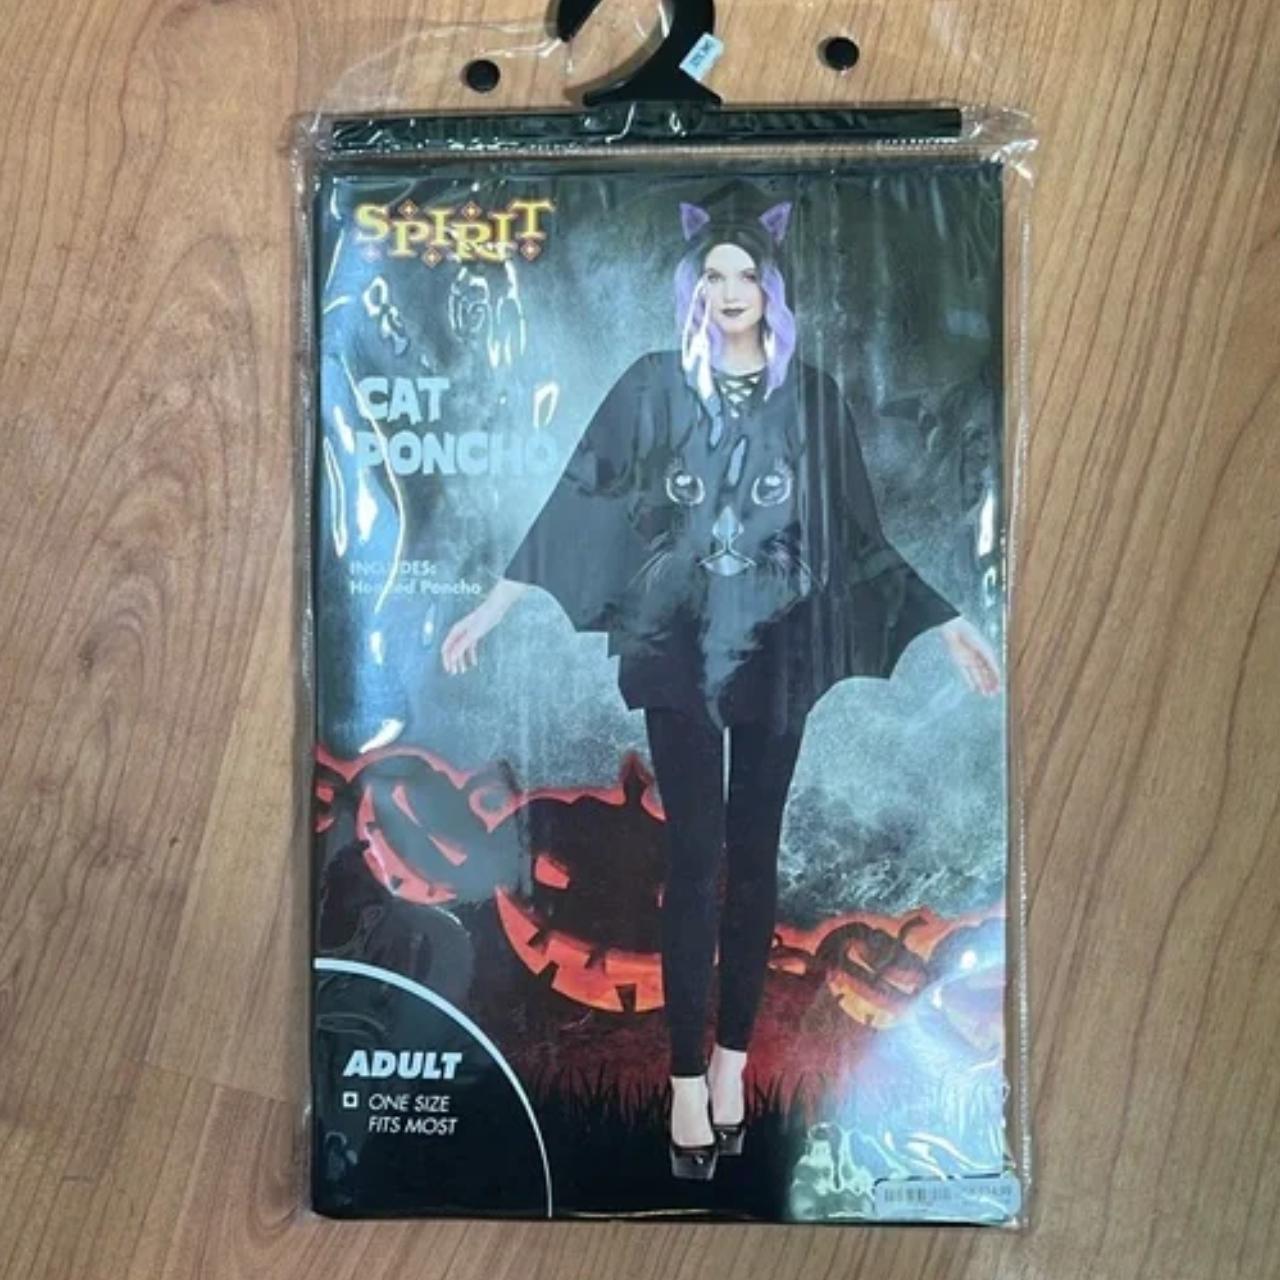 SPIRIT
CAT
PONCHO
INCLUDES:
Hooded Poncho
ADULT
ONE SIZE
FITS MOST